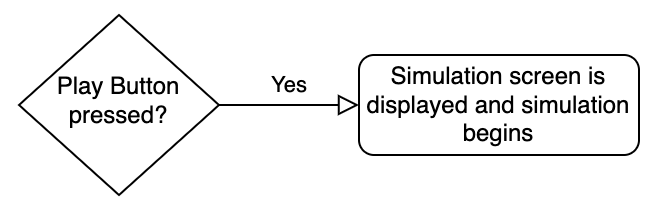 Play Button
pressed?
Yes
Simulation screen is
displayed and simulation
begins